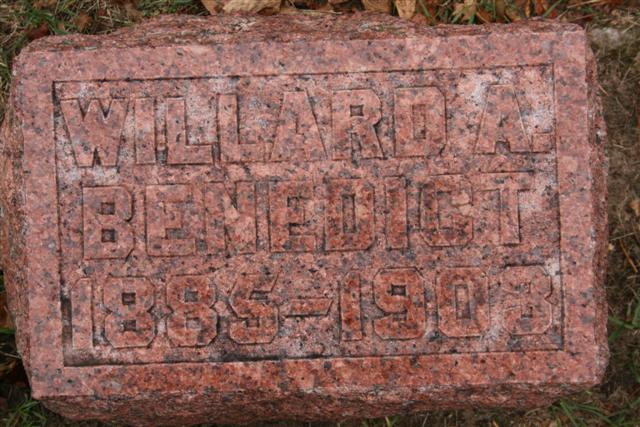 WILLARD A.
BENEDICT
1885-1903